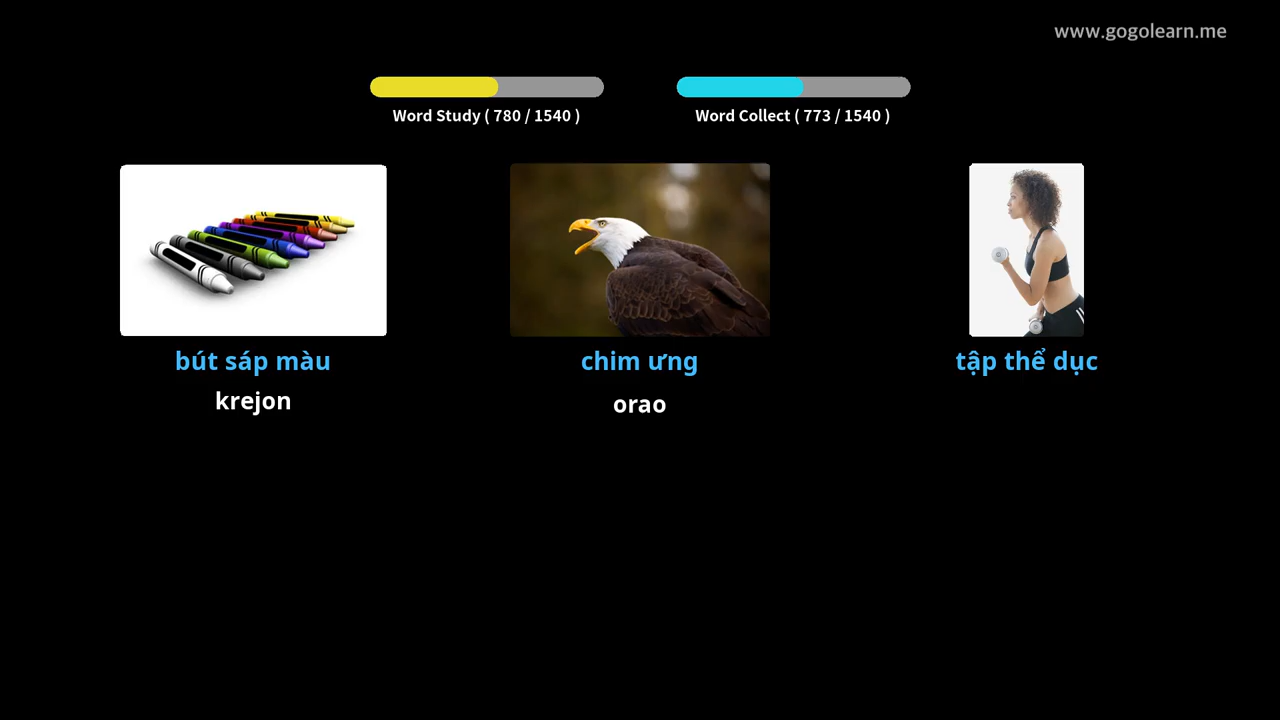 www.gogolearn.me
Word Study ( 780 / 1540 )
Word Collect ( 773 / 1540 )
bút sáp màu
chim ưng
tập thể dục
krejon
orao